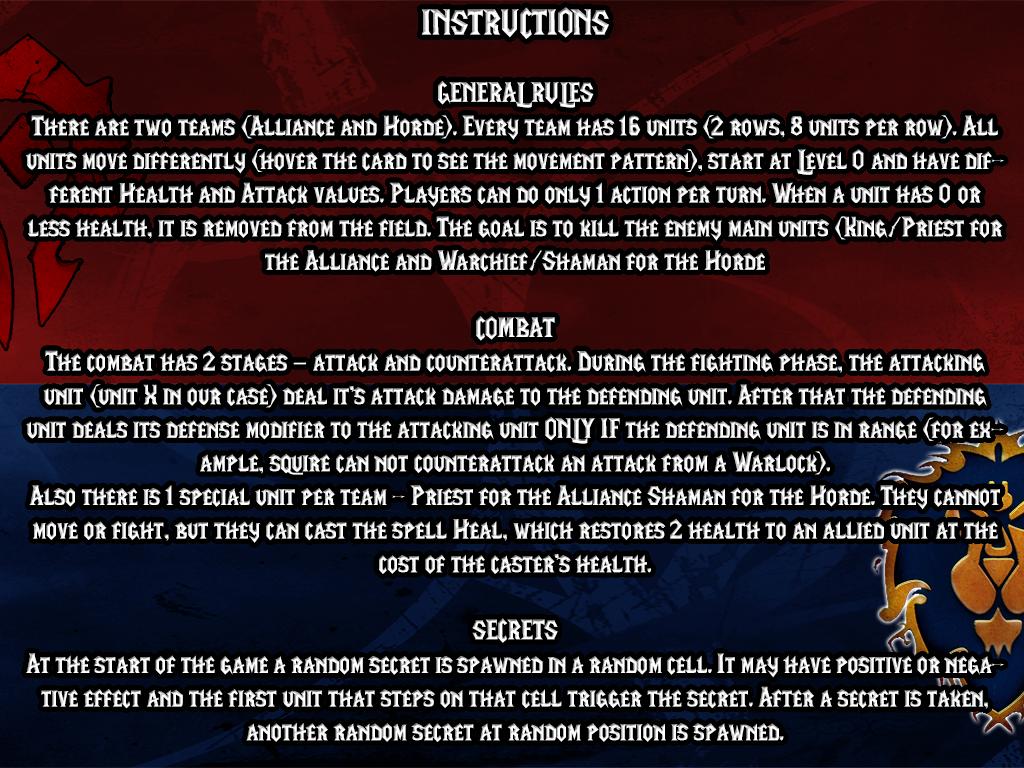 Instructions
General rules
There are two teams (Alliance and Horde). Every team has 16 units (2 rows, 8 units per row). All
units move differently (hover the card to see the movement pattern), start at Level 0 and have dif-
ferent Health and Attack values. Players can do only 1 action per turn. When a unit has 0 or
less health, it is removed from the field. The goal is to kill the enemy main units (King/Priest for
the Alliance and Warchief/Shaman for the Horde
Combat
The combat has 2 stages – attack and counterattack. During the fighting phase, the attacking
unit (unit X in our case) deal it's attack damage to the defending unit. After that the defending
unit deals its defense modifier to the attacking unit ONLY IF the defending unit is in range (for ex-
ample, squire can not counterattack an attack from a Warlock).
Also there is 1 special unit per team - Priest for the Alliance Shaman for the Horde. They cannot
move or fight, but they can cast the spell Heal, which restores 2 health to an allied unit at the
cost of the caster's health.
Secrets
At the start of the game a random secret is spawned in a random cell. It may have positive or nega-
tive effect and the first unit that steps on that cell trigger the secret. After a secret is taken,
another random secret at random position is spawned.